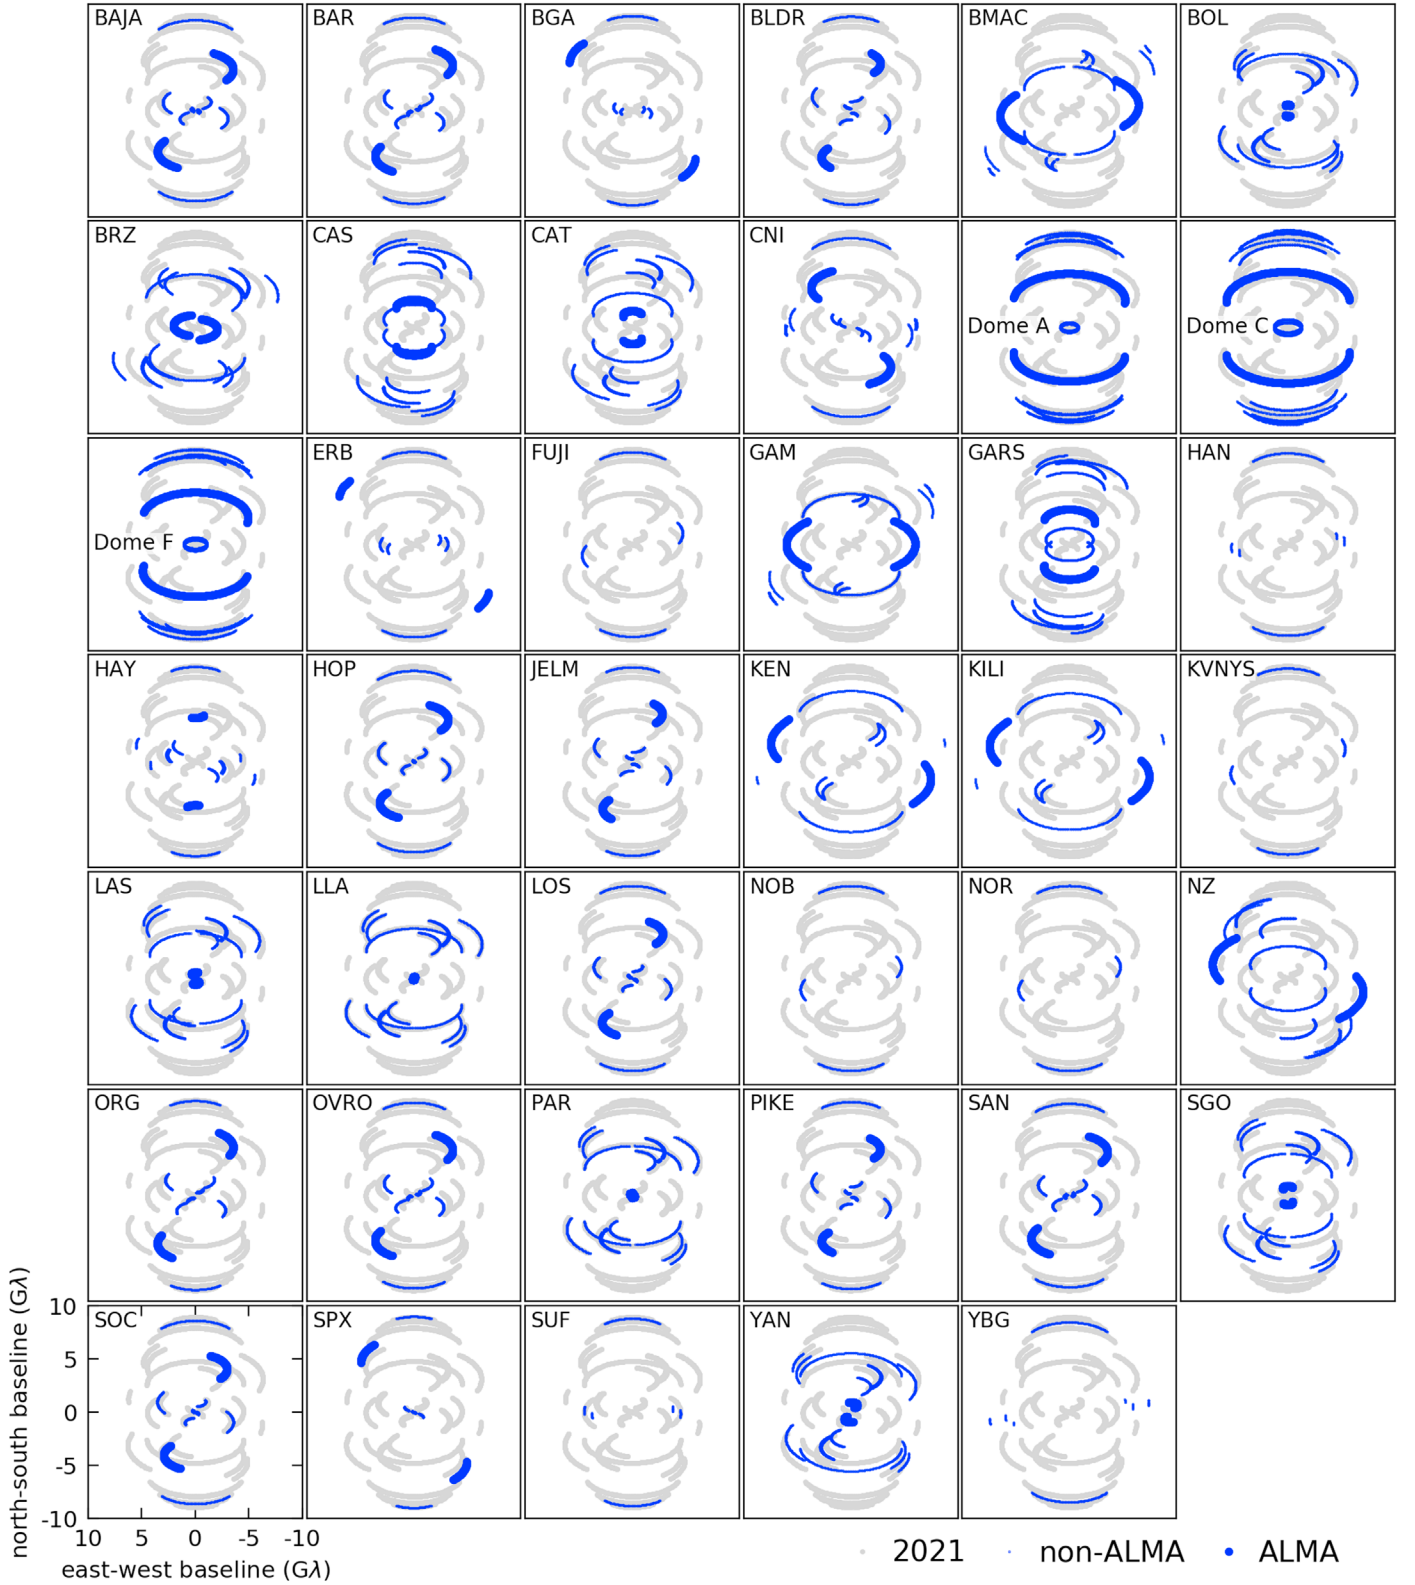 BAJA BAR BGA BLDR BMAC BOL
BRZ CAS CAT CNI Dome A Dome C
Dome F ERB FUJI GAM GARS HAN
HAY HOP JELM KEN KILI KVNYS
LAS LLA LOS NOB NOR NZ
ORG OVRO PAR PIKE SAN SGO
SOC SPX SUF YAN YBG
10
5
0
-5
-10
10 5 0 -5 -10
north-south baseline (Gλ)
east-west baseline (Gλ)
2021 non-ALMA ALMA